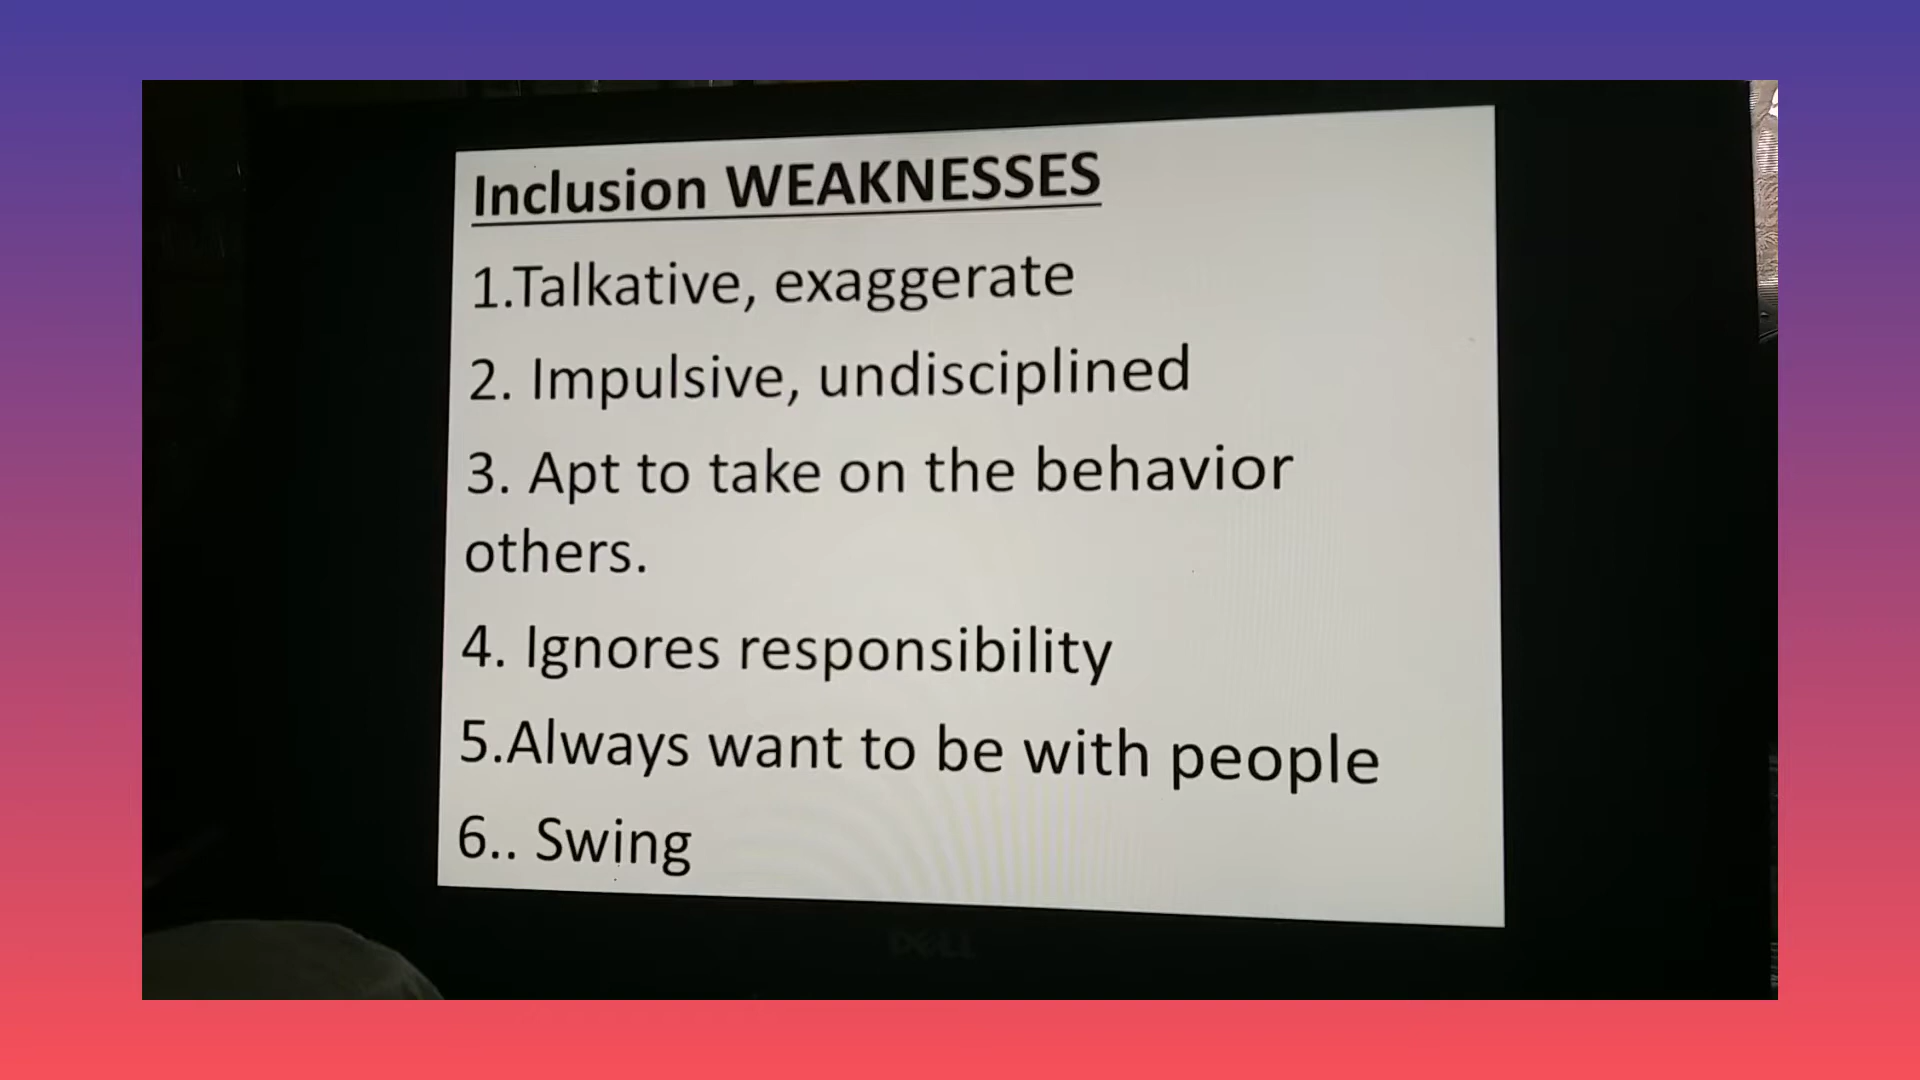 Inclusion WEAKNESSES
1.Talkative, exaggerate
2. Impulsive, undisciplined
3. Apt to take on the behavior
others.
4. Ignores responsibility
5.Always want to be with people
6.. Swing
DELL